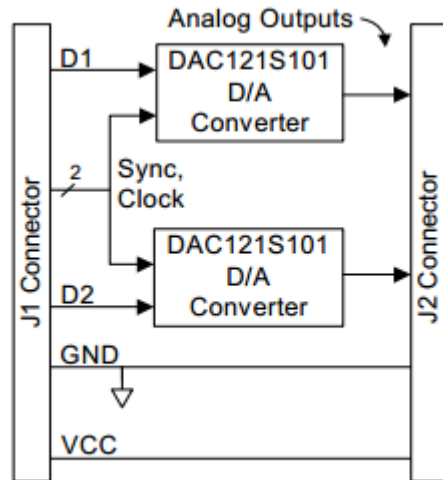 Analog Outputs
D1
DAC121S101
D/A
Converter
2
Sync,
Clock
DAC121S101
D/A
Converter
D2
GND
VCC
J1 Connector
J2 Connector